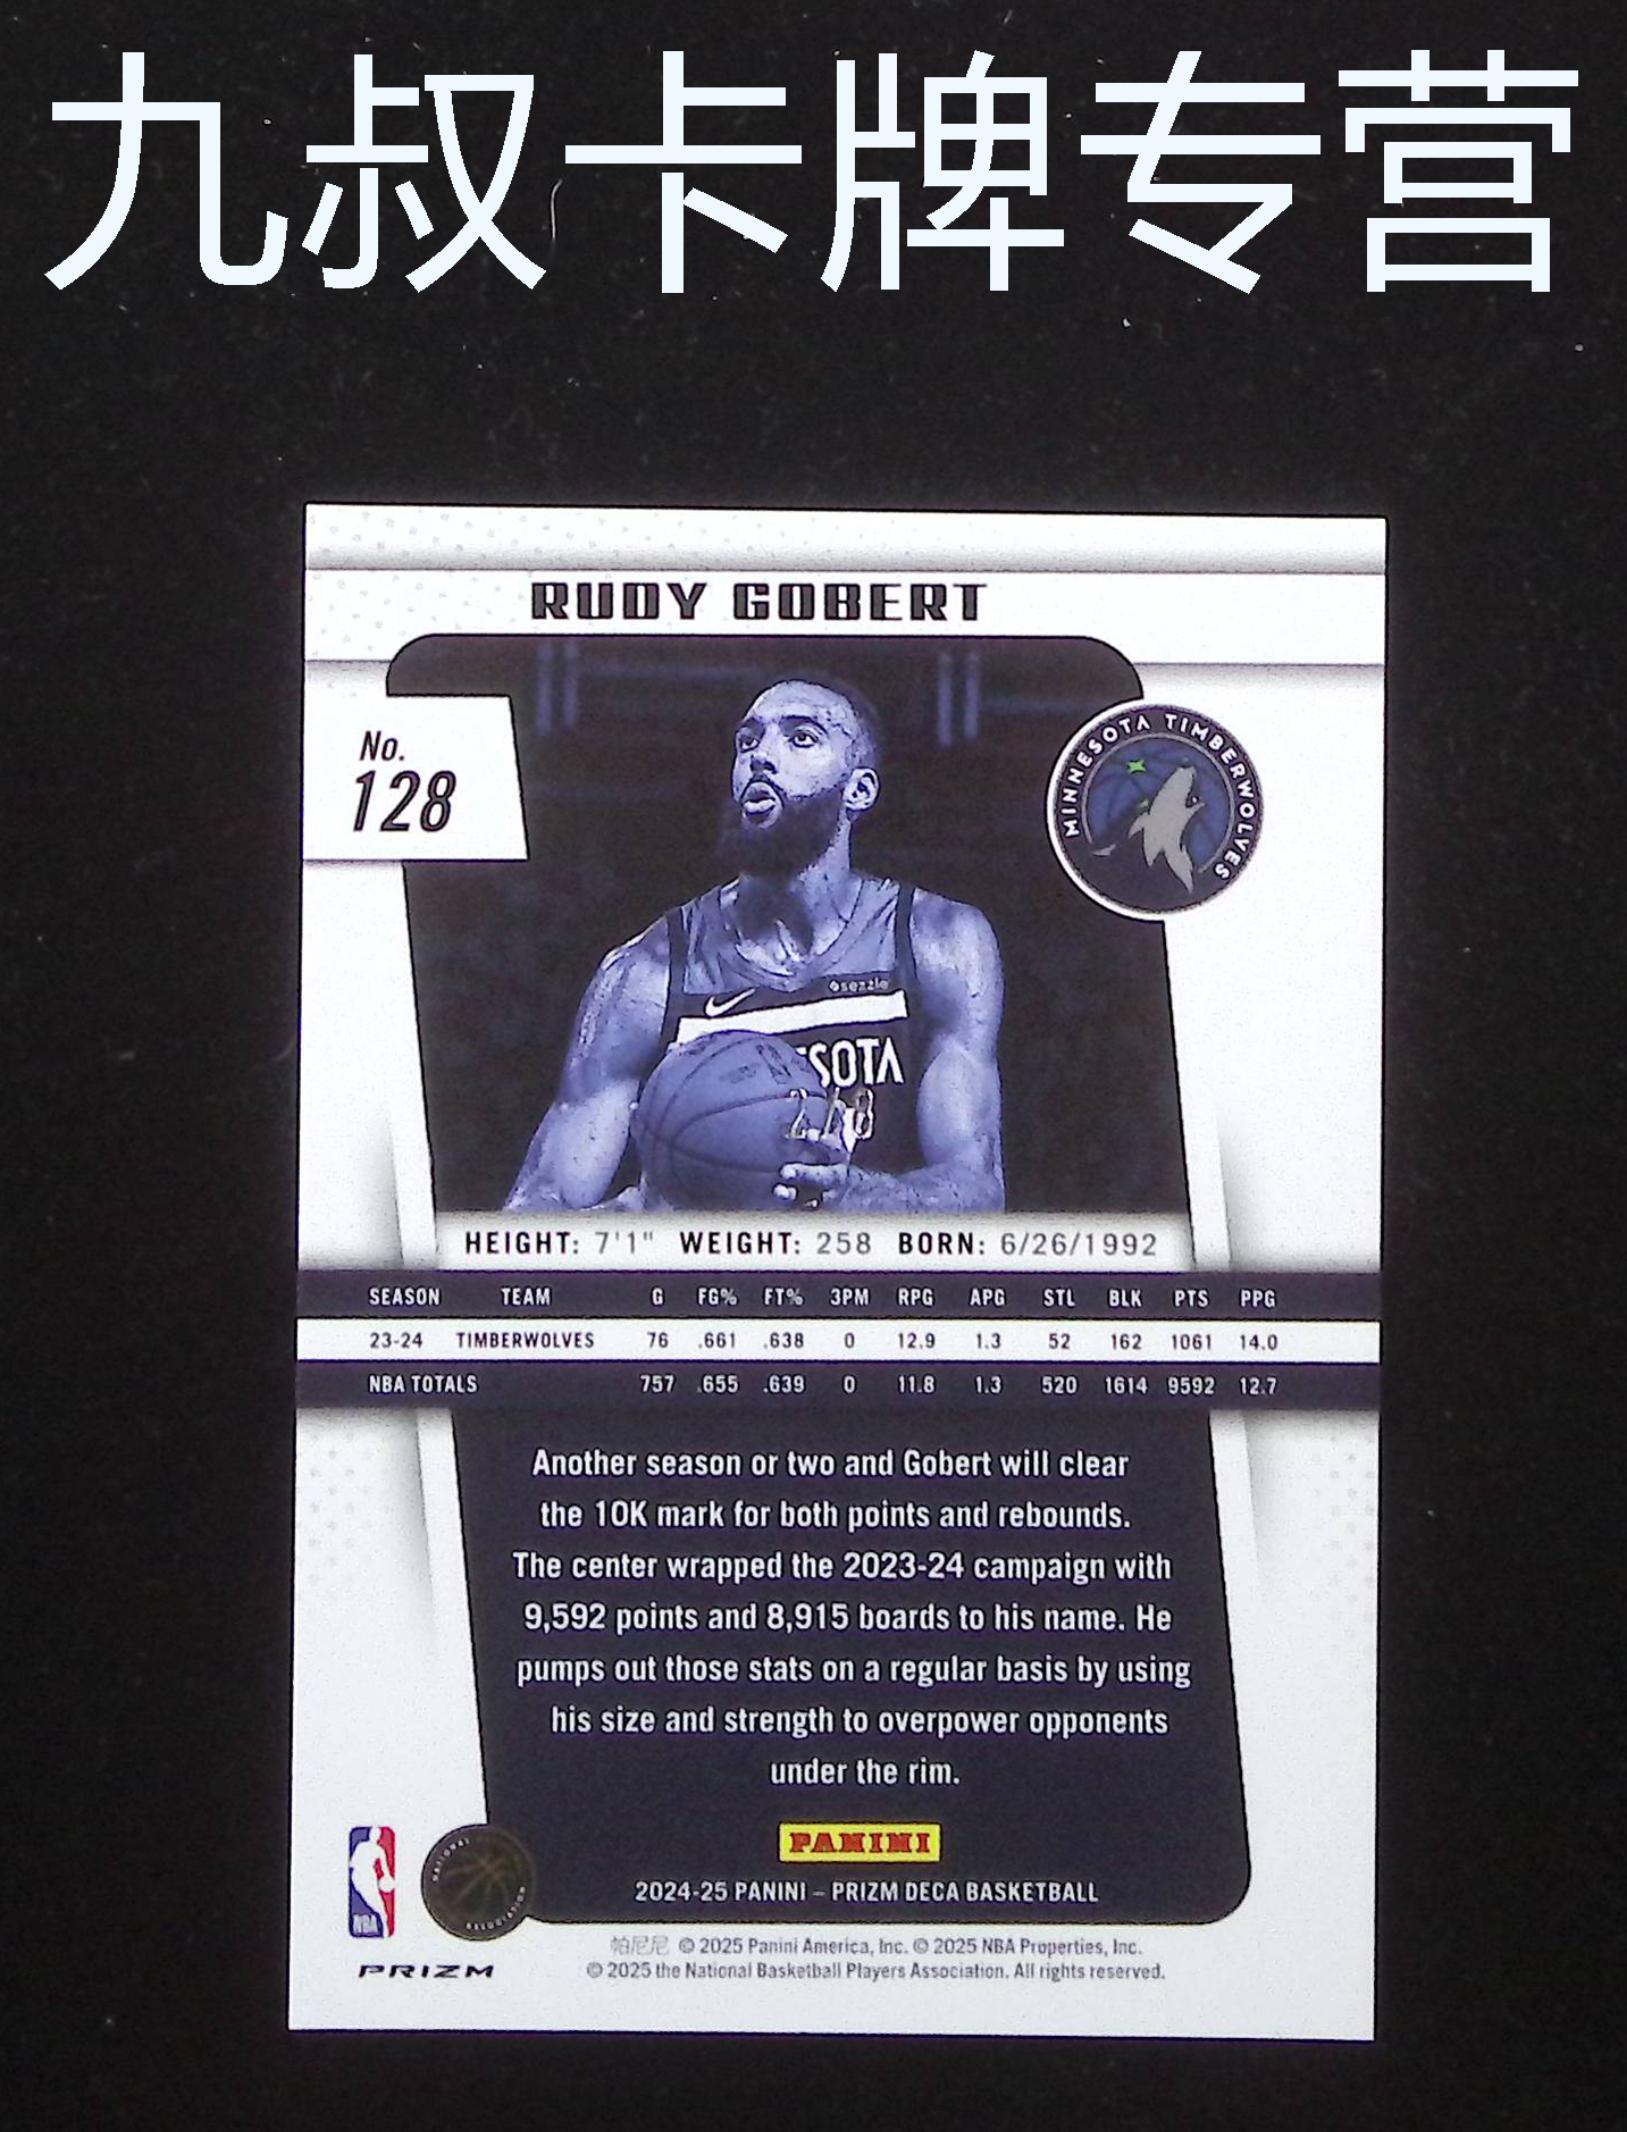 九叔卡牌专营
RUDY GOBERT
No.
128
MINNESOTA TIMBERWOLVES
sezzle
SOTA
HEIGHT: 7'1" WEIGHT: 258 BORN: 6/26/1992
SEASON TEAM G FG% FT% 3PM RPG APG STL BLK PTS PPG
23-24 TIMBERWOLVES 76 .661 .638 0 12.9 1.3 52 162 1061 14.0
NBA TOTALS 757 .655 .639 0 11.8 1.3 520 1614 9592 12.7
Another season or two and Gobert will clear
the 10K mark for both points and rebounds.
The center wrapped the 2023-24 campaign with
9,592 points and 8,915 boards to his name. He
pumps out those stats on a regular basis by using
his size and strength to overpower opponents
under the rim.
PANINI
2024-25 PANINI – PRIZM DECA BASKETBALL
NBA
NATIONAL
ASSOCIATION
PRIZM
帕尼尼 © 2025 Panini America, Inc. © 2025 NBA Properties, Inc.
© 2025 the National Basketball Players Association. All rights reserved.